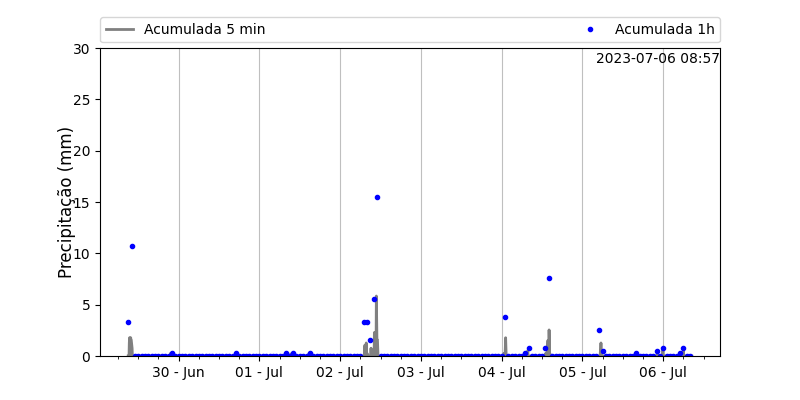 Acumulada 5 min
Acumulada 1h
2023-07-06 08:57
Precipitação (mm)
30
25
20
15
10
5
0
30 - Jun
01 - Jul
02 - Jul
03 - Jul
04 - Jul
05 - Jul
06 - Jul